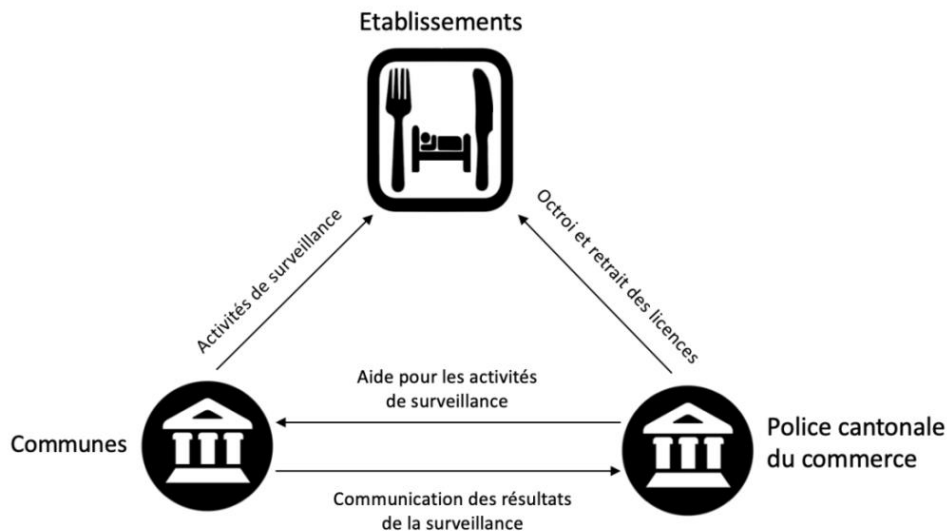 Etablissements
Activités de surveillance
Octroi et retrait des licences
Aide pour les activités
de surveillance
Communes
Police cantonale
du commerce
Communication des résultats
de la surveillance